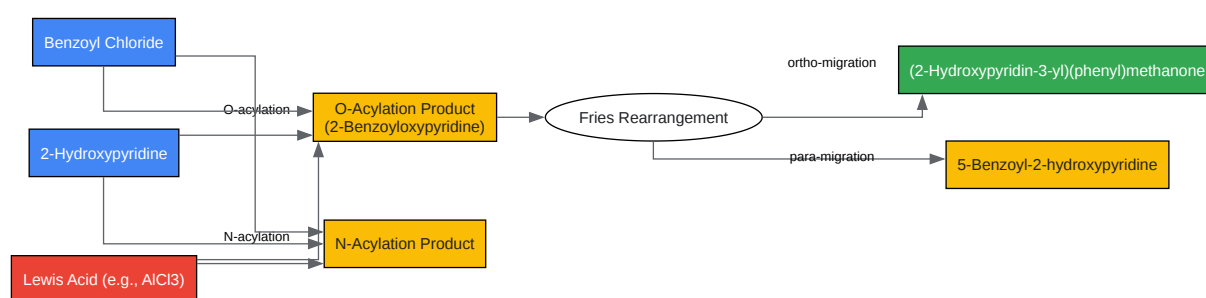 Benzoyl Chloride
ortho-migration
(2-Hydroxypyridin-3-yl)(phenyl)methanone
O-acylation
O-Acylation Product
(2-Benzoyloxypyridine)
Fries Rearrangement
2-Hydroxypyridine
para-migration
5-Benzoyl-2-hydroxypyridine
N-acylation
N-Acylation Product
Lewis Acid (e.g., AlCl3)